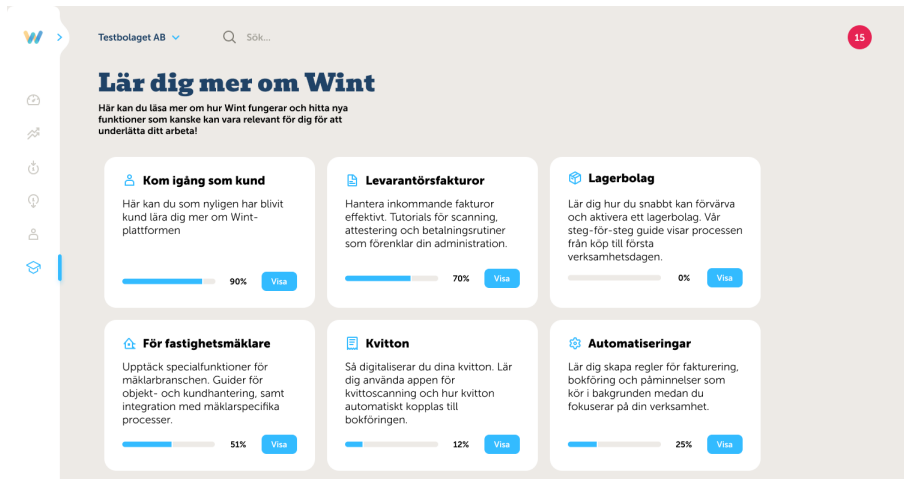 Testbolaget AB
Sök...
15
Lär dig mer om Wint
Här kan du läsa mer om hur Wint fungerar och hitta nya
funktioner som kanske kan vara relevant för dig för att
underlätta ditt arbeta!
Kom igång som kund
Här kan du som nyligen har blivit
kund lära dig mer om Wint-
plattformen
90%
Visa
Levarantörsfakturor
Hantera inkommande fakturor
effektivt. Tutorials för scanning,
attestering och betalningsrutiner
som förenklar din administration.
70%
Visa
Lagerbolag
Lär dig hur du snabbt kan förvärva
och aktivera ett lagerbolag. Vår
steg-för-steg guide visar processen
från köp till första
verksamhetsdagen.
0%
Visa
För fastighetsmäklare
Upptäck specialfunktioner för
mäklarbranschen. Guider för
objekt- och kundhantering, samt
integration med mäklarspecifika
processer.
51%
Visa
Kvitton
Så digitaliserar du dina kvitton. Lär
dig använda appen för
kvittoscanning och hur kvitton
automatiskt kopplas till
bokföringen.
12%
Visa
Automatiseringar
Lär dig skapa regler för fakturering,
bokföring och påminnelser som
kör i bakgrunden medan du
fokuserar på din verksamhet.
25%
Visa